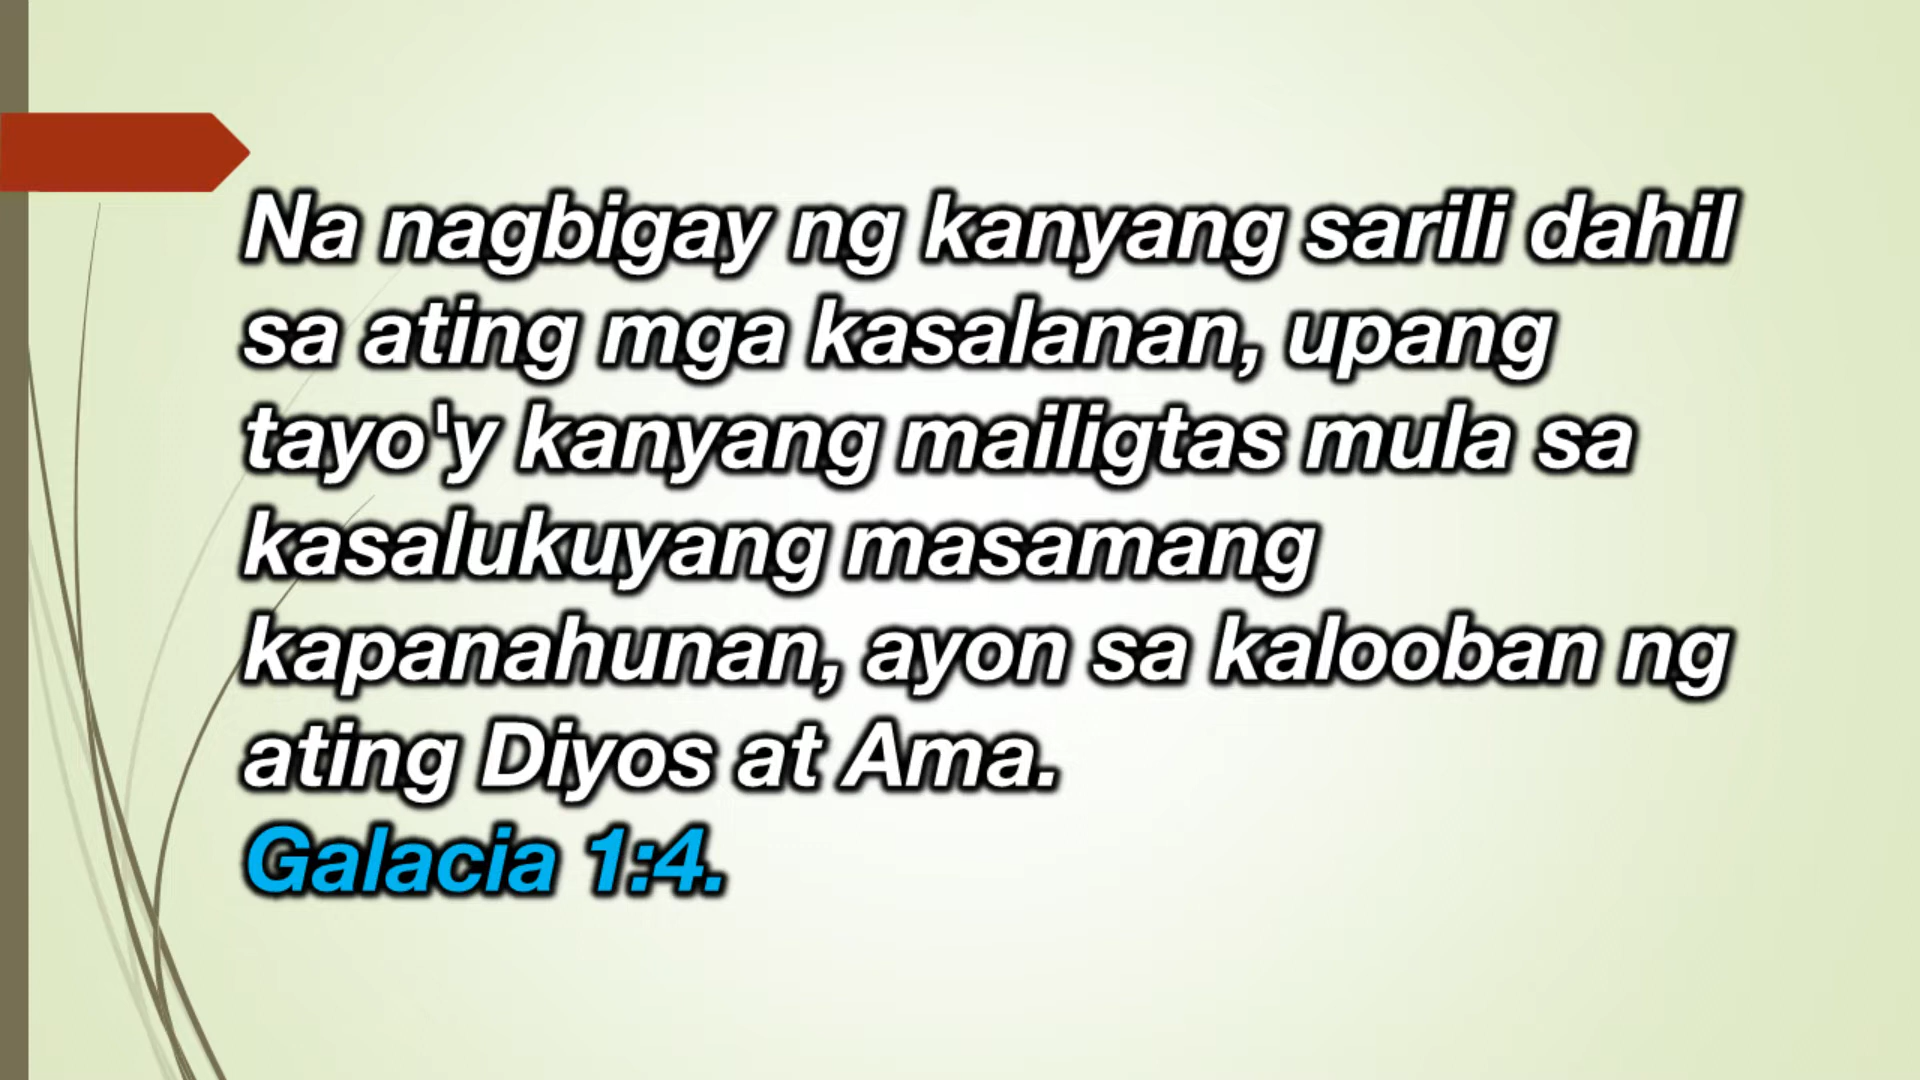 Na nagbigay ng kanyang sarili dahil
sa ating mga kasalanan, upang
tayo'y kanyang mailigtas mula sa
kasalukuyang masamang
kapanahunan, ayon sa kalooban ng
ating Diyos at Ama.
Galacia 1:4.